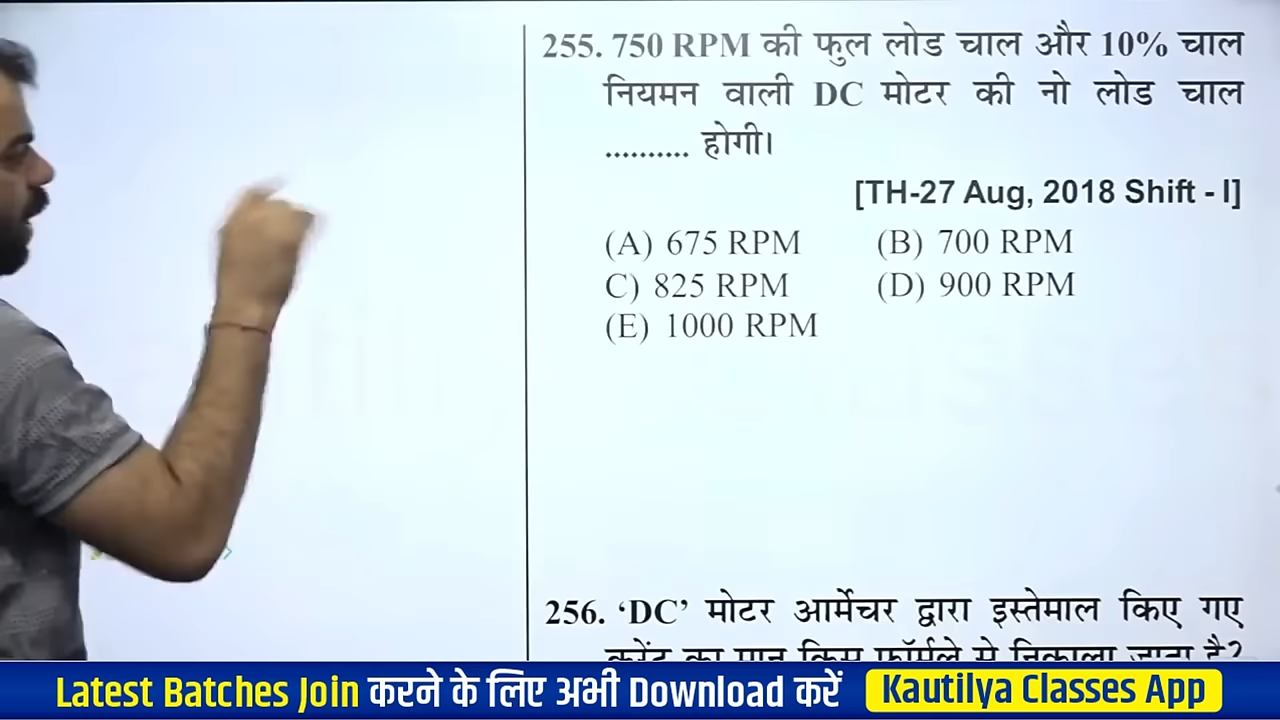 255. 750 RPM की फुल लोड चाल और 10% चाल
नियमन वाली DC मोटर की नो लोड चाल
.......... होगी।
[TH-27 Aug, 2018 Shift - I]
(A) 675 RPM (B) 700 RPM
C) 825 RPM (D) 900 RPM
(E) 1000 RPM
256. ‘DC’ मोटर आर्मेचर द्वारा इस्तेमाल किए गए
करेंट का मान किस फॉर्मूले से निकाला जाता है?
Latest Batches Join करने के लिए अभी Download करें Kautilya Classes App